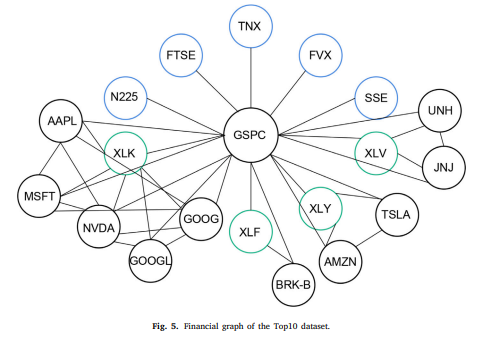 TNX
FTSE
FVX
N225
SSE
AAPL
UNH
GSPC
XLK
XLV
JNJ
MSFT
NVDA
GOOG
XLY
TSLA
XLF
GOOGL
AMZN
BRK-B
Fig. 5. Financial graph of the Top10 dataset.